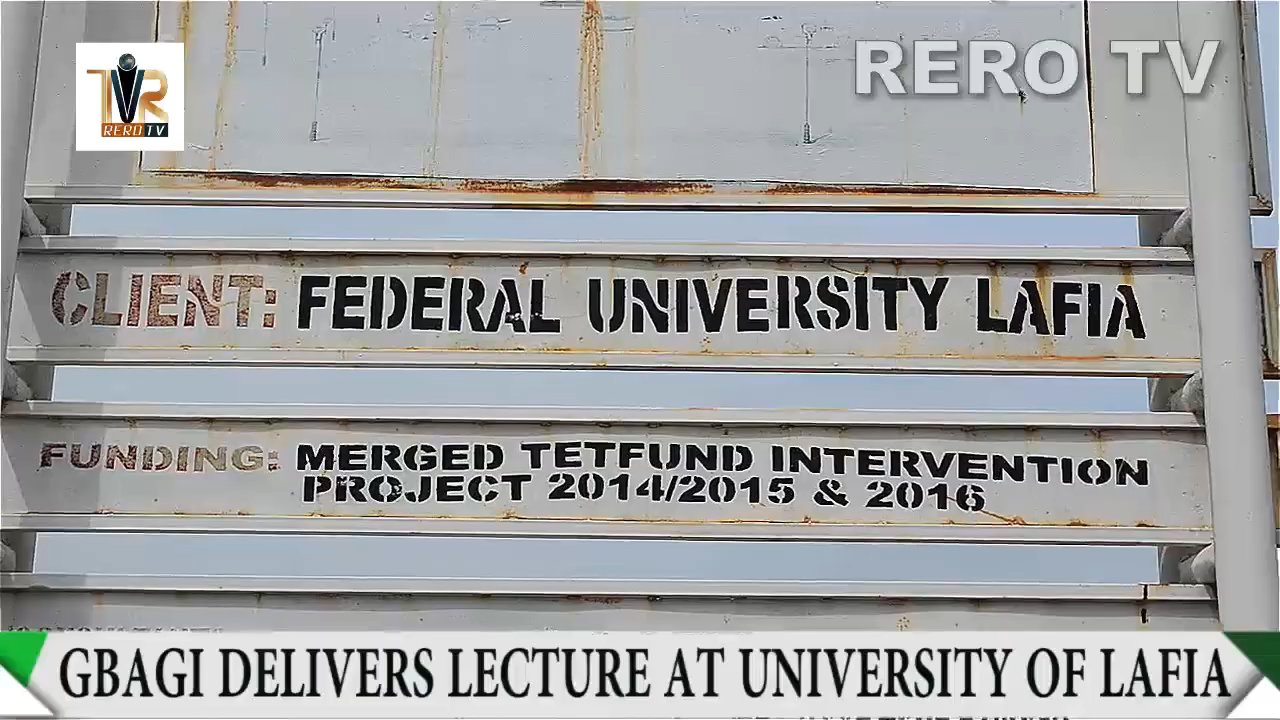 RERO TV
TVR
RERO TV
CLIENT: FEDERAL UNIVERSITY LAFIA
FUNDING: MERGED TETFUND INTERVENTION
PROJECT 2014/2015 & 2016
GBAGI DELIVERS LECTURE AT UNIVERSITY OF LAFIA